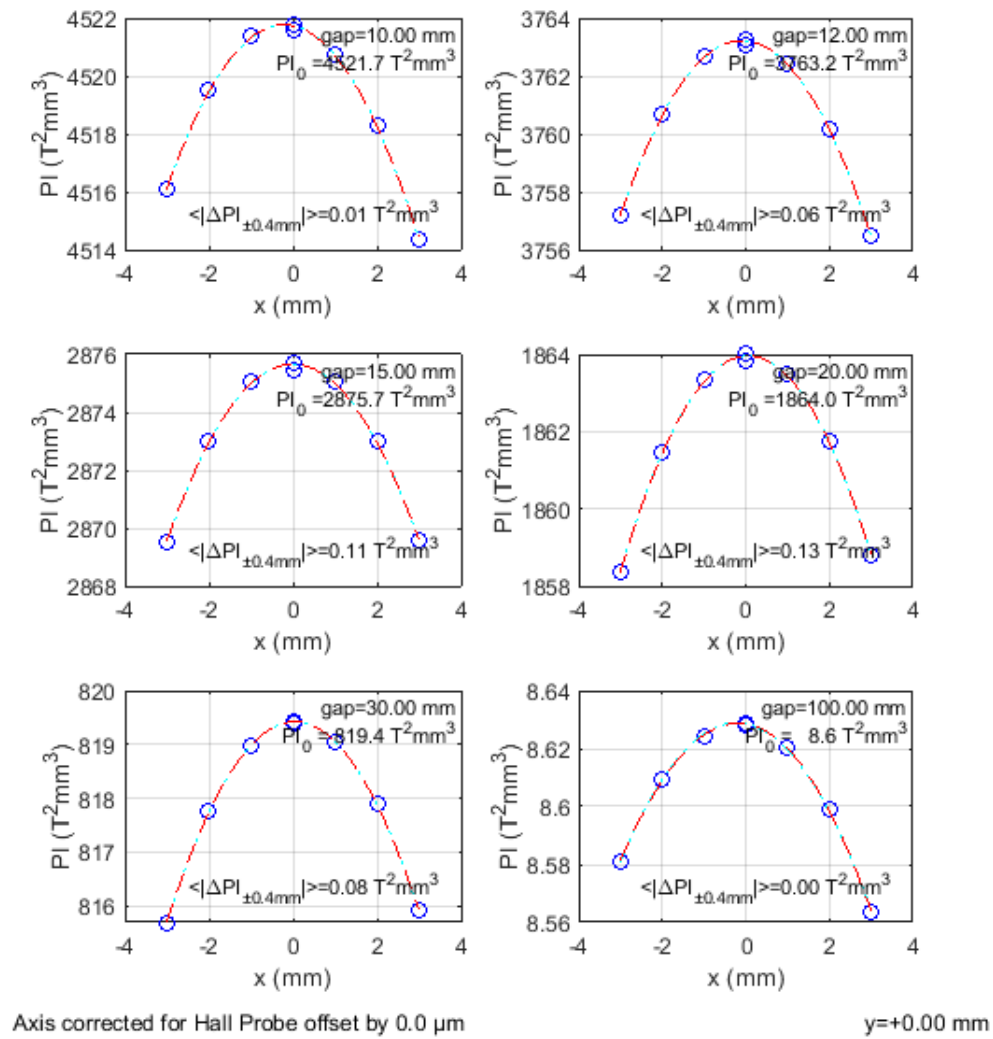 4522
4520
4518
4516
4514
PI (T²mm³)
gap=10.00 mm
PI₀ =4521.7 T²mm³
<|ΔPI±0.4mm|>=0.01 T²mm³
-4 -2 0 2 4
x (mm)
3764
3762
3760
3758
3756
PI (T²mm³)
gap=12.00 mm
PI₀ =3763.2 T²mm³
<|ΔPI±0.4mm|>=0.06 T²mm³
-4 -2 0 2 4
x (mm)
2876
2874
2872
2870
2868
PI (T²mm³)
gap=15.00 mm
PI₀ =2875.7 T²mm³
<|ΔPI±0.4mm|>=0.11 T²mm³
-4 -2 0 2 4
x (mm)
1864
1862
1860
1858
PI (T²mm³)
gap=20.00 mm
PI₀ =1864.0 T²mm³
<|ΔPI±0.4mm|>=0.13 T²mm³
-4 -2 0 2 4
x (mm)
820
819
818
817
816
PI (T²mm³)
gap=30.00 mm
PI₀ = 819.4 T²mm³
<|ΔPI±0.4mm|>=0.08 T²mm³
-4 -2 0 2 4
x (mm)
8.64
8.62
8.6
8.58
8.56
PI (T²mm³)
gap=100.00 mm
PI₀ = 8.6 T²mm³
<|ΔPI±0.4mm|>=0.00 T²mm³
-4 -2 0 2 4
x (mm)
Axis corrected for Hall Probe offset by 0.0 µm
y=+0.00 mm